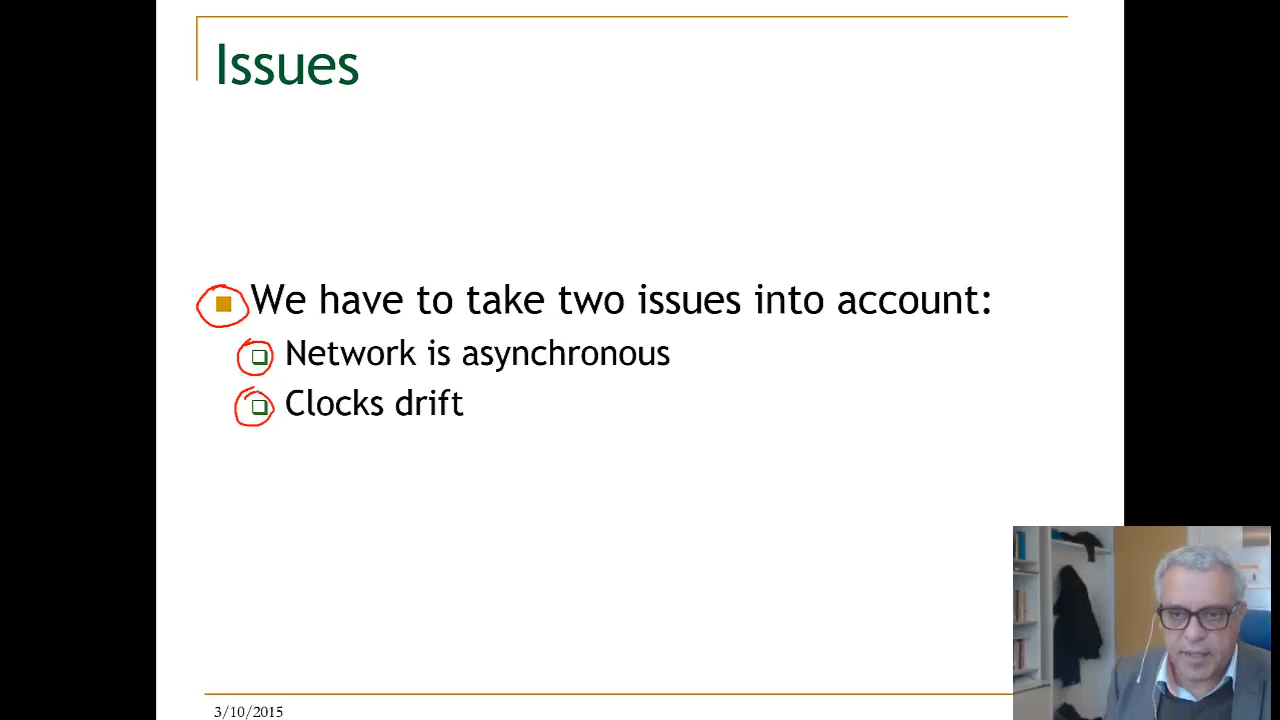 Issues
We have to take two issues into account:
Network is asynchronous
Clocks drift
3/10/2015